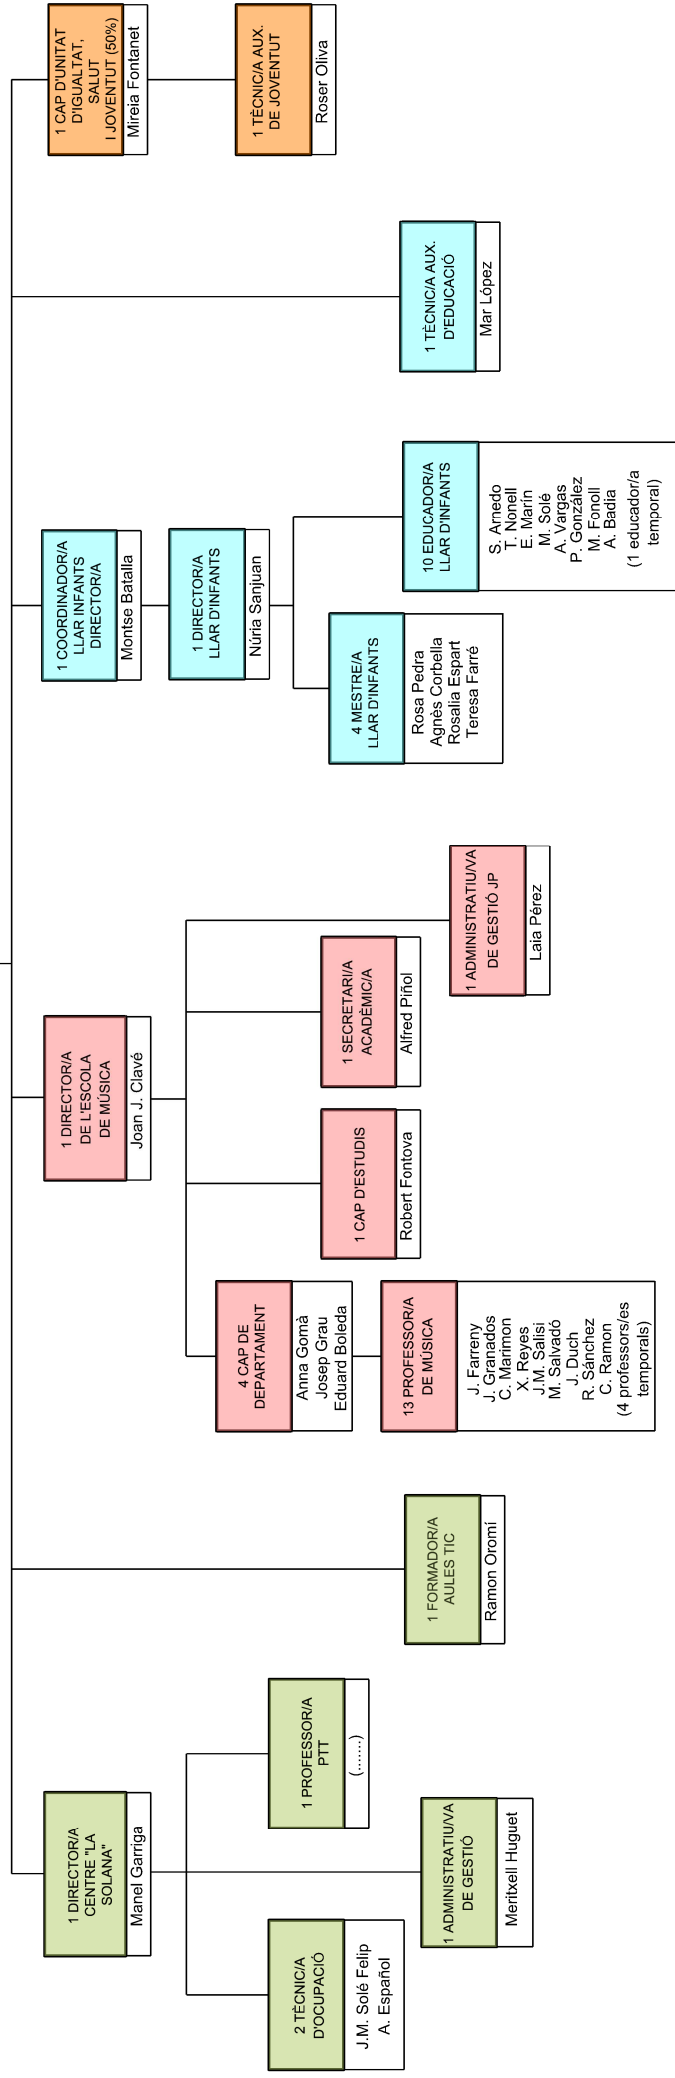 1 DIRECTOR/A
CENTRE "LA
SOLANA"
Manel Garriga
2 TÈCNIC/A
D'OCUPACIÓ
J.M. Solé Felip
A. Español
1 ADMINISTRATIU/VA
DE GESTIÓ
Meritxell Huguet
1 PROFESSOR/A
PTT
(.......)
1 FORMADOR/A
AULES TIC
Ramon Oromí
1 DIRECTOR/A
DE L'ESCOLA
DE MÚSICA
Joan J. Clavé
4 CAP DE
DEPARTAMENT
Anna Gomà
Josep Grau
Eduard Boleda
13 PROFESSOR/A
DE MÚSICA
J. Farreny
J. Granados
C. Marimon
X. Reyes
J.M. Salisi
M. Salvadó
J. Duch
R. Sánchez
C. Ramon
(4 professors/es
temporals)
1 CAP D'ESTUDIS
Robert Fontova
1 SECRETARI/A
ACADÈMIC/A
Alfred Piñol
1 ADMINISTRATIU/VA
DE GESTIÓ JP
Laia Pérez
1 COORDINADOR/A
LLAR INFANTS
DIRECTOR/A
Montse Batalla
1 DIRECTOR/A
LLAR D'INFANTS
Núria Sanjuan
4 MESTRE/A
LLAR D'INFANTS
Rosa Pedra
Agnès Corbella
Rosalia Espart
Teresa Farré
10 EDUCADOR/A
LLAR D'INFANTS
S. Arnedo
T. Nonell
E. Marín
M. Solé
A. Vargas
P. González
M. Fonoll
A. Badia
(1 educador/a
temporal)
1 TÈCNIC/A AUX.
D'EDUCACIÓ
Mar López
1 CAP D'UNITAT
D'IGUALTAT,
SALUT
I JOVENTUT (50%)
Mireia Fontanet
1 TÈCNIC/A AUX.
DE JOVENTUT
Roser Oliva